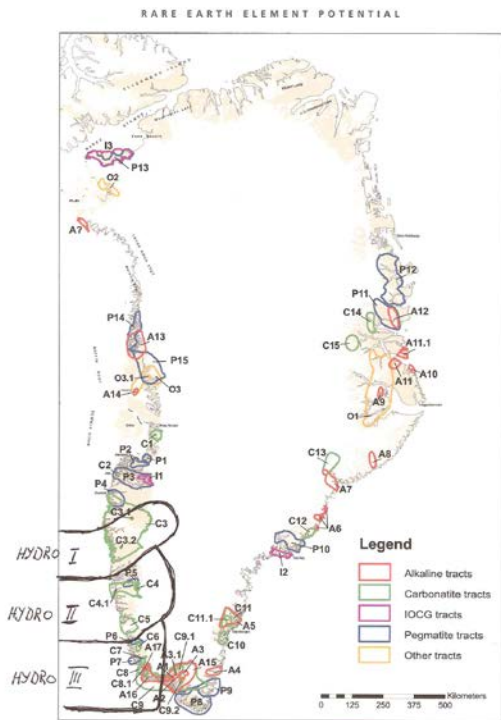 RARE EARTH ELEMENT POTENTIAL
I3
P13
O2
A?
P12
P11
C14
A12
P14
A13
C15
A11.1
P15
A11
A10
O3.1
O3
A14
A9
O1
C1
P2
P1
C13
A8
C2
P3
I1
P4
A7
C3.1
C3
C12
A6
C3.2
P10
HYDRO I
I2
P5
C4
C4.1
HYDRO II
C11
C11.1
C5
A5
P6
C6
C10
C7
A17
C9.1
P7
A3.1
A3
C8
A1
A15
A4
HYDRO III
C8.1
A16
A2
P9
C9
P8
C9.2
Legend
Alkaline tracts
Carbonatite tracts
IOCG tracts
Pegmatite tracts
Other tracts
Kilometers
0 125 250 500